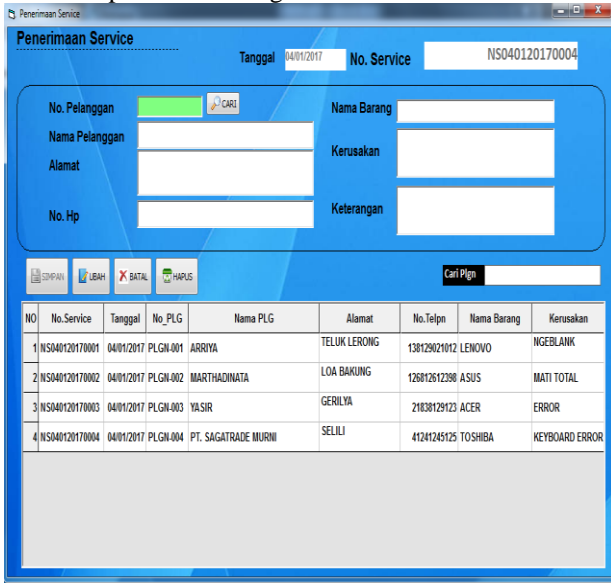 Penerimaan Service
Penerimaan Service
Tanggal 04/01/2017 No. Service NS040120170004
No. Pelanggan CARI Nama Barang
Nama Pelanggan
Kerusakan
Alamat
Keterangan
No. Hp
SIMPAN UBAH BATAL HAPUS Cari Plgn
NO No.Service Tanggal No_PLG Nama PLG Alamat No.Telpn Nama Barang Kerusakan
1 NS040120170001 04/01/2017 PLGN-001 ARRIYA TELUK LERONG 138129021012 LENOVO NGEBLANK
2 NS040120170002 04/01/2017 PLGN-002 MARTHADINATA LOA BAKUNG 126812612398 ASUS MATI TOTAL
3 NS040120170003 04/01/2017 PLGN-003 YASIR GERILYA 21838129123 ACER ERROR
4 NS040120170004 04/01/2017 PLGN-004 PT. SAGATRADE MURNI SELILI 41241245125 TOSHIBA KEYBOARD ERROR